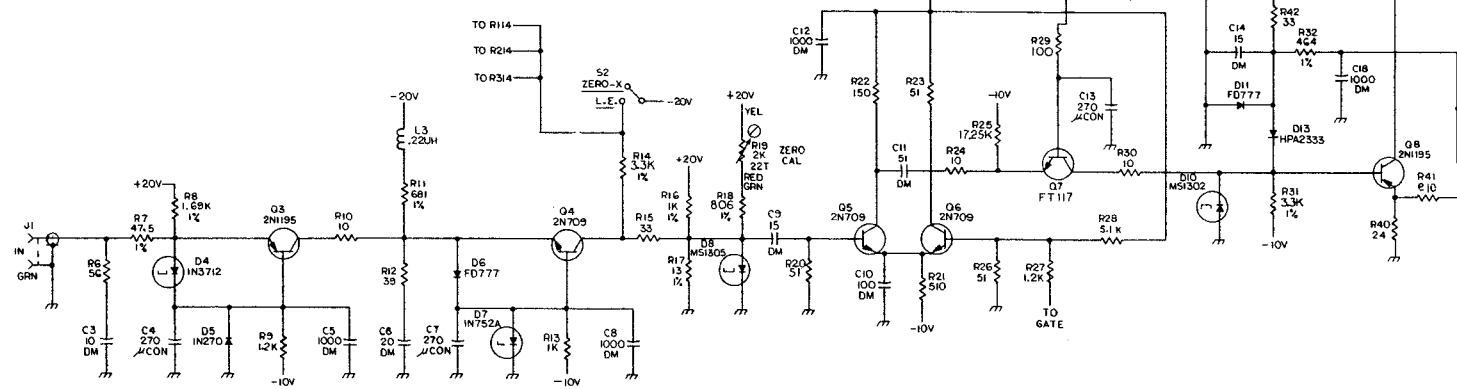 TO R114
TO R214
TO R314
S2
ZERO-X
L.E.
-20V
-20V
L3
.22UH
R11
681
1%
R14
3.3K
1%
+20V
YEL
R19
2K
22T
RED
GRN
ZERO
CAL
C12
1000
DM
R22
150
R23
51
R29
100
-10V
R25
17.25K
C13
270
μCON
C11
51
DM
R24
10
Q7
FT117
R30
10
R42
33
C14
15
DM
R32
464
1%
C18
1000
DM
D11
FD777
D13
HPA2333
Q8
2N1195
R41
10
D10
MS1302
R31
3.3K
1%
-10V
R40
24
J1
IN
GRN
R7
47.5
1%
+20V
R8
1.69K
1%
Q3
2N1195
R10
10
Q4
2N709
R15
33
+20V
R16
1K
1%
R18
806
1%
C9
15
DM
Q5
2N709
Q6
2N709
R28
5.1K
R6
56
D4
1N3712
R12
39
D6
FD777
R17
13
1%
D8
MS1305
R20
51
C10
100
DM
R21
510
-10V
R26
51
R27
1.2K
TO
GATE
C3
10
DM
C4
270
μCON
D5
1N270
R9
1.2K
-10V
C5
1000
DM
C6
20
DM
C7
270
μCON
D7
1N752A
R13
1K
-10V
C8
1000
DM